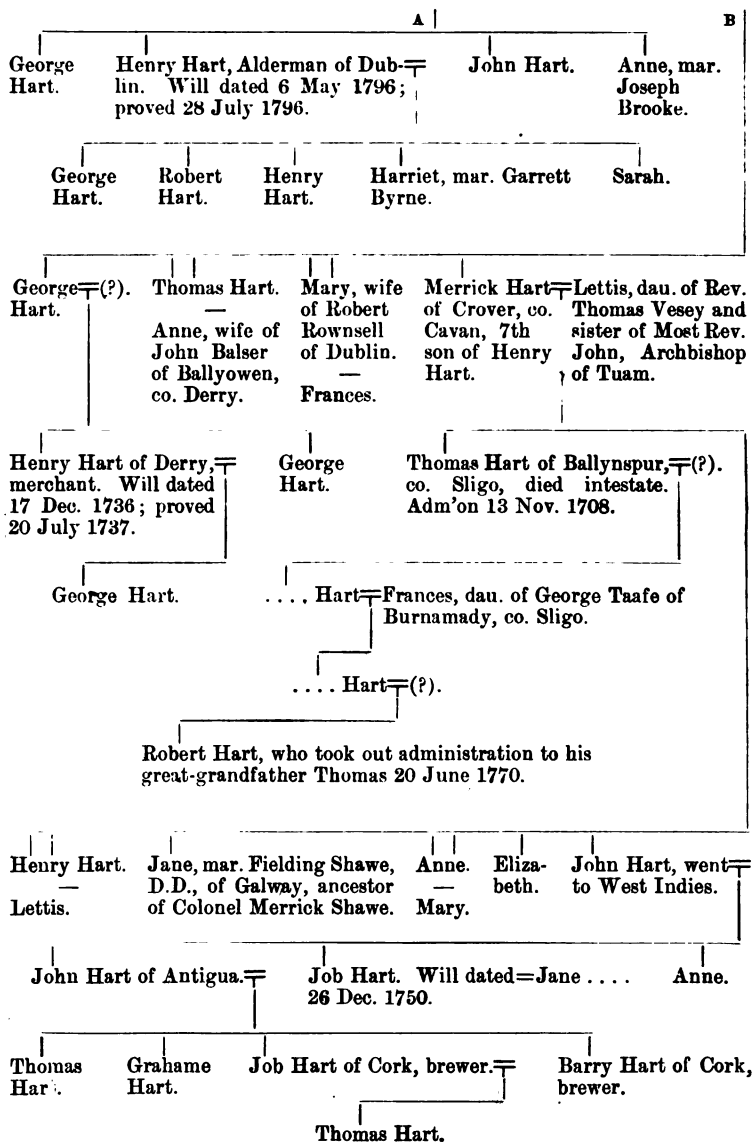 A B
George Hart.
Henry Hart, Alderman of Dub-
lin. Will dated 6 May 1796;
proved 28 July 1796.
John Hart.
Anne, mar.
Joseph
Brooke.
George
Hart.
Robert
Hart.
Henry
Hart.
Harriet, mar. Garrett
Byrne.
Sarah.
George=(?).
Hart.
Thomas Hart.
—
Anne, wife of
John Balser
of Ballyowen,
co. Derry.
Mary, wife
of Robert
Rownsell
of Dublin.
—
Frances.
Merrick Hart=
of Crover, co.
Cavan, 7th
son of Henry
Hart.
Lettis, dau. of Rev.
Thomas Vesey and
sister of Most Rev.
John, Archbishop
of Tuam.
Henry Hart of Derry,=
merchant. Will dated
17 Dec. 1736; proved
20 July 1737.
George
Hart.
Thomas Hart of Ballynspur,=(?).
co. Sligo, died intestate.
Adm'on 13 Nov. 1708.
George Hart.
.... Hart=Frances, dau. of George Taafe of
Burnamady, co. Sligo.
.... Hart=(?).
Robert Hart, who took out administration to his
great-grandfather Thomas 20 June 1770.
Henry Hart.
—
Lettis.
Jane, mar. Fielding Shawe,
D.D., of Galway, ancestor
of Colonel Merrick Shawe.
Anne.
—
Mary.
Eliza-
beth.
John Hart, went=
to West Indies.
John Hart of Antigua.=
Job Hart. Will dated=Jane ....
26 Dec. 1750.
Anne.
Thomas
Har .
Grahame
Hart.
Job Hart of Cork, brewer.=
Barry Hart of Cork,
brewer.
Thomas Hart.